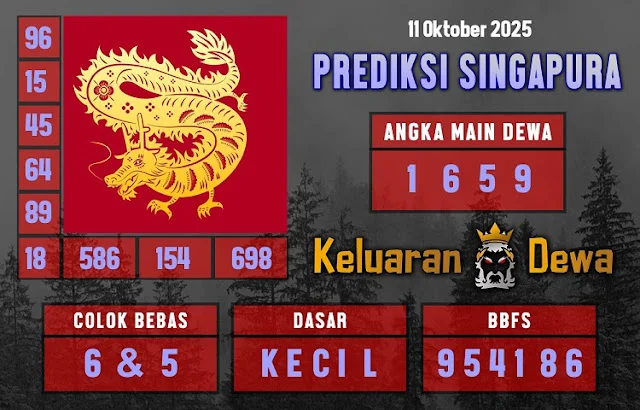 11 Oktober 2025
PREDIKSI SINGAPURA
96
15
45
64
89
18 586 154 698
ANGKA MAIN DEWA
1 6 5 9
Keluaran Dewa
COLOK BEBAS
6 & 5
DASAR
KECIL
BBFS
954186